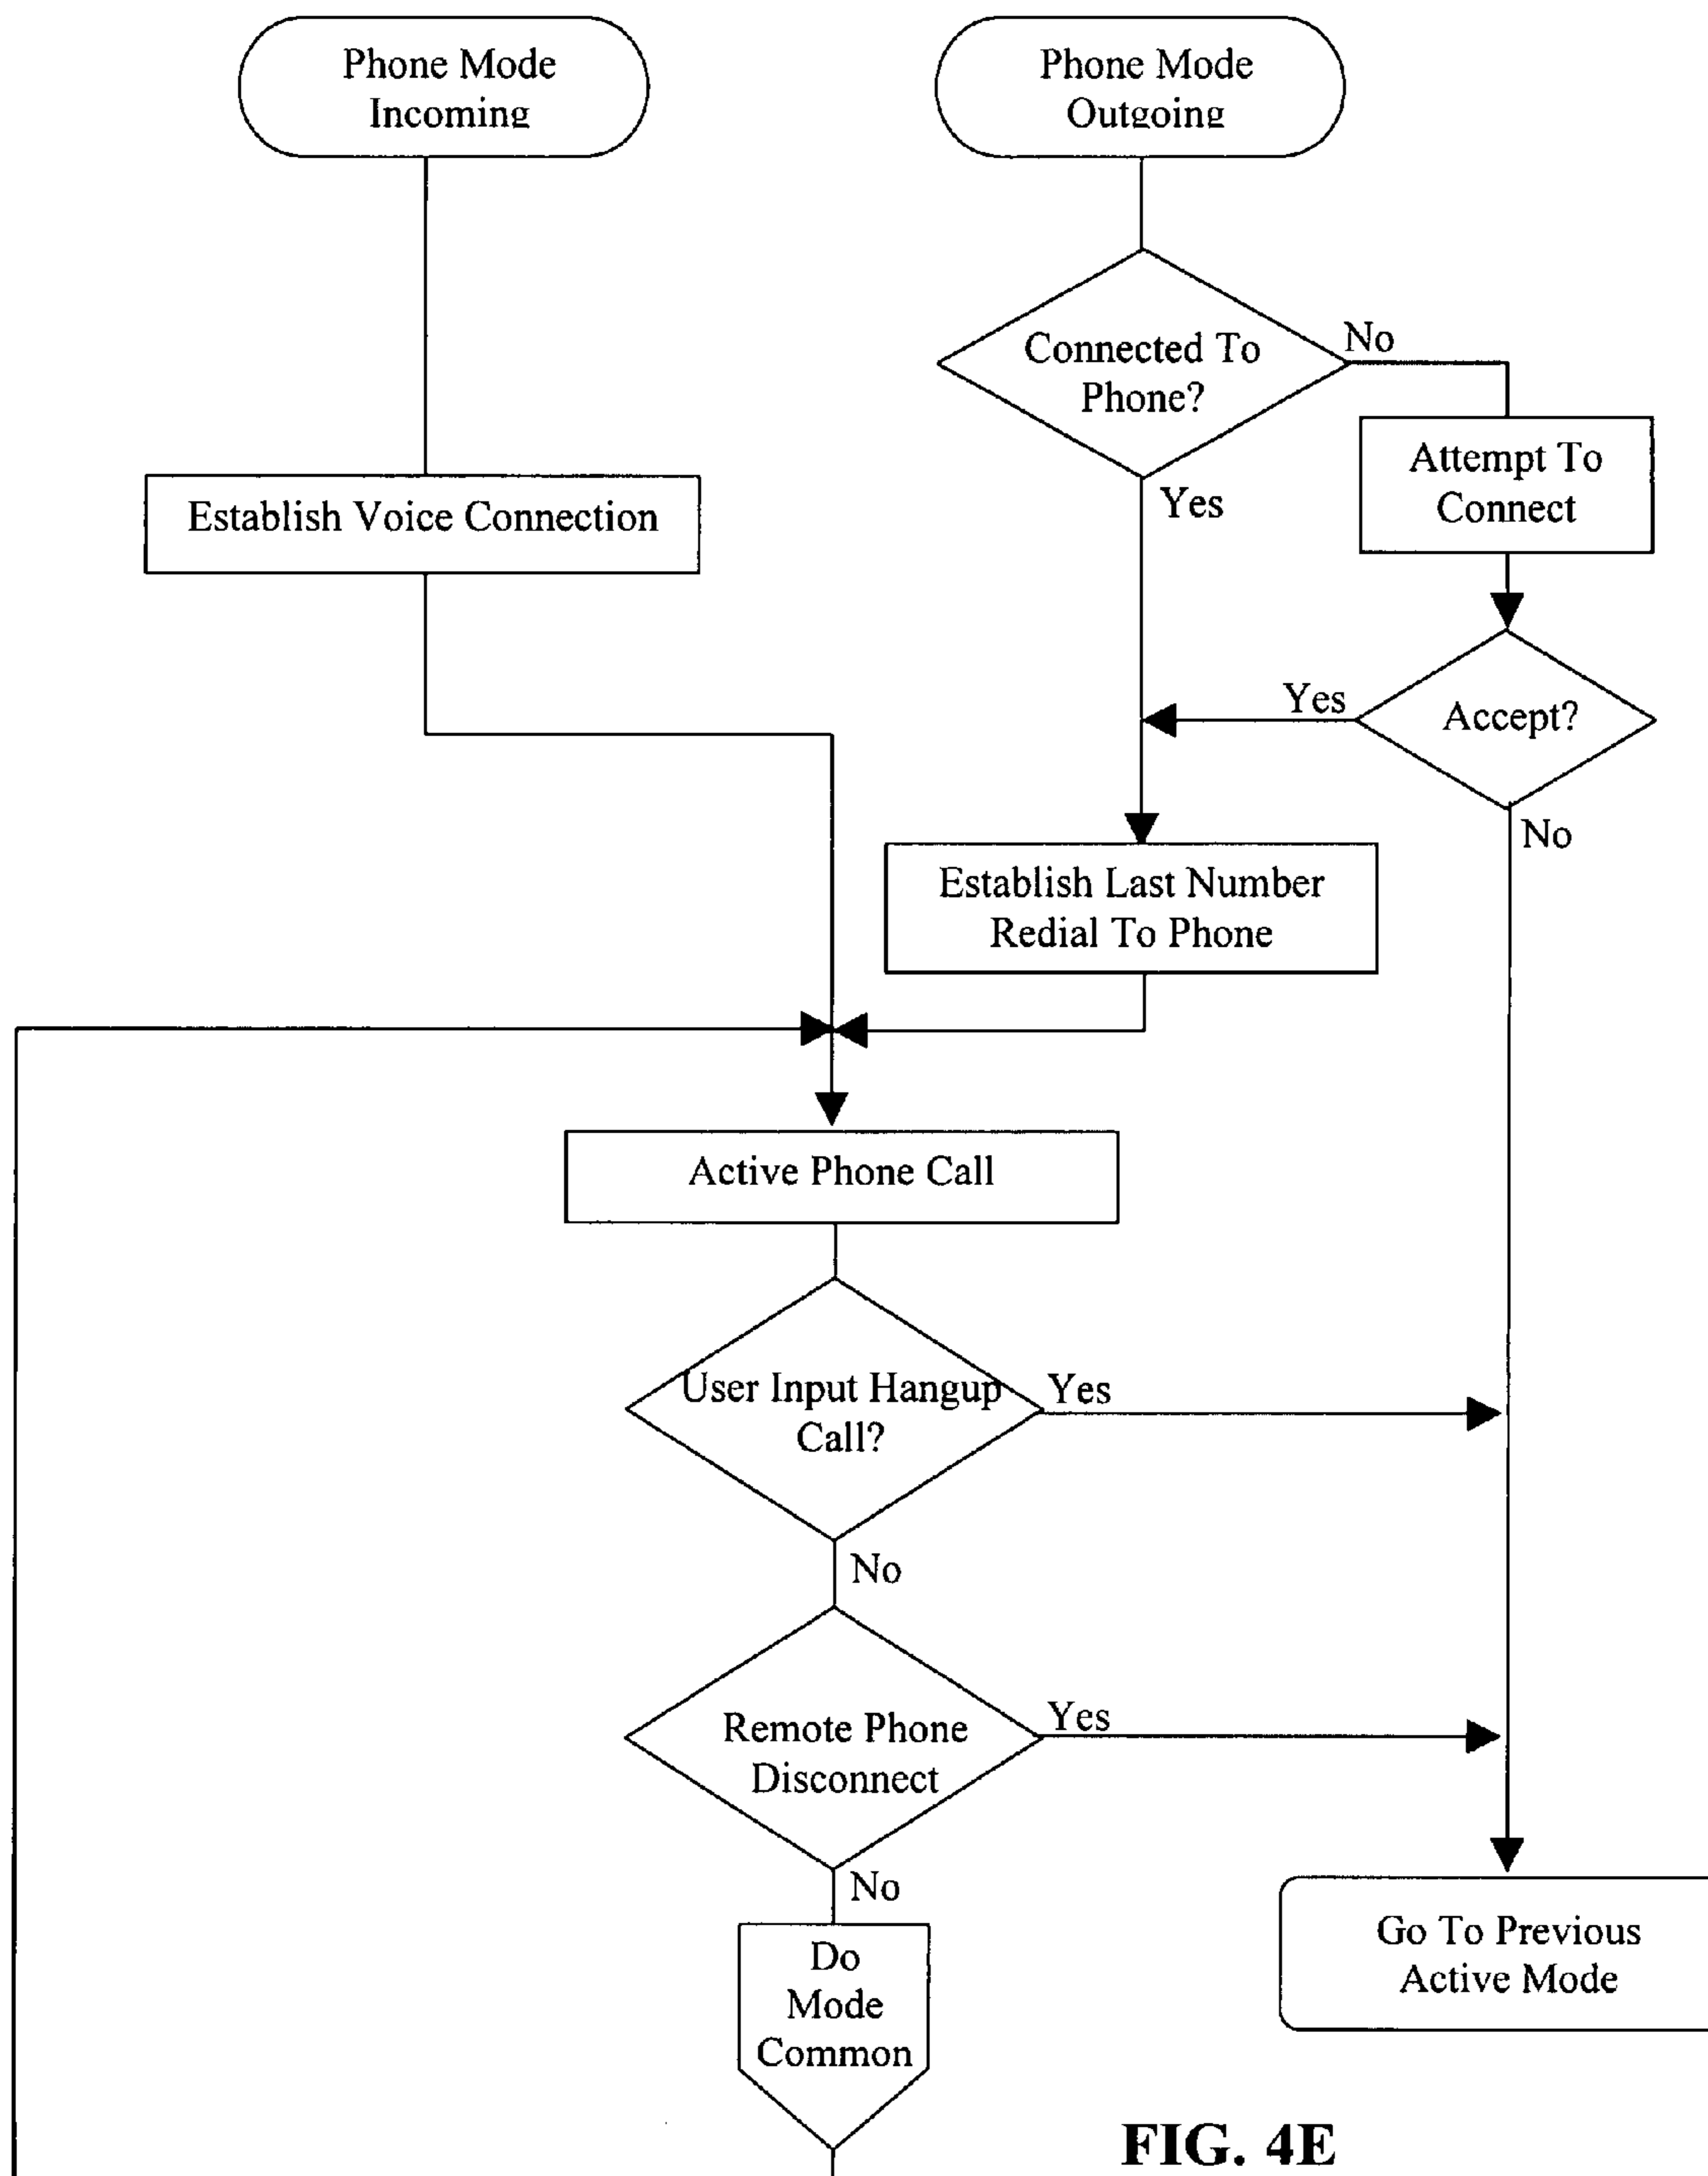 Phone Mode
Incoming
Phone Mode
Outgoing
Connected To
Phone?
No
Attempt To
Connect
Establish Voice Connection
Yes
Yes
Accept?
No
Establish Last Number
Redial To Phone
Active Phone Call
User Input Hangup
Call?
Yes
No
Remote Phone
Disconnect
Yes
No
Do
Mode
Common
Go To Previous
Active Mode
FIG. 4E